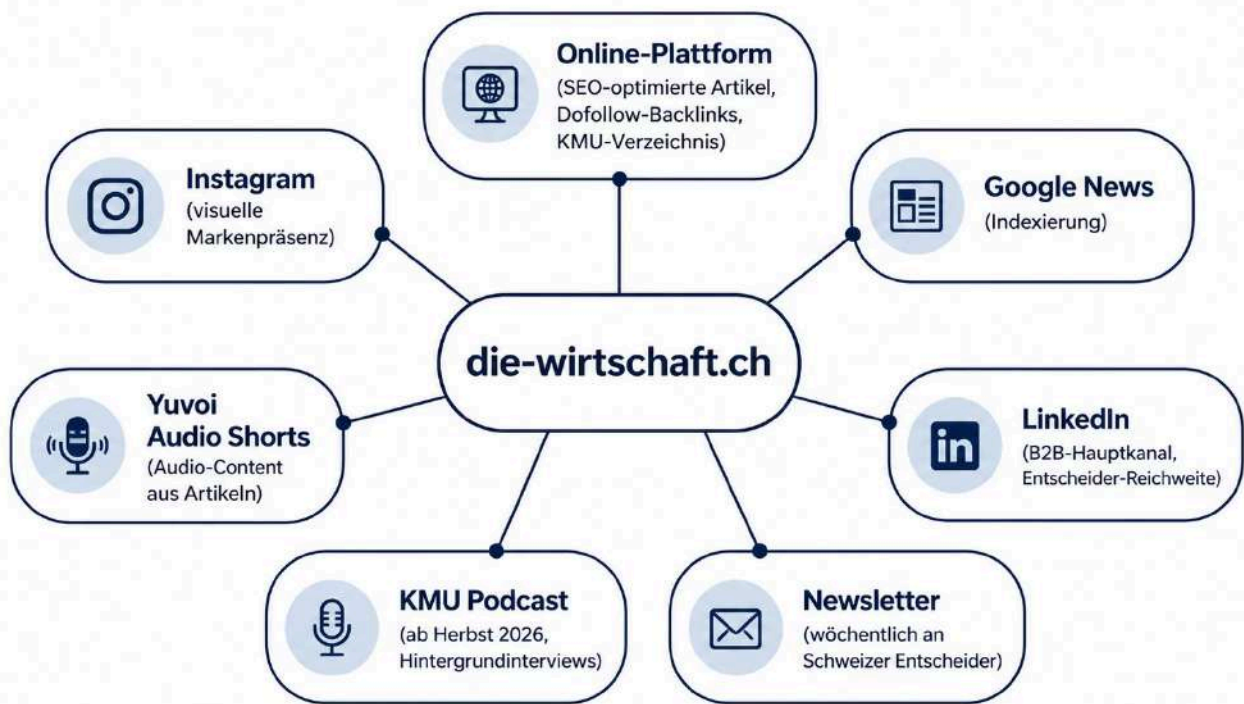 Online-Plattform
(SEO-optimierte Artikel,
Dofollow-Backlinks,
KMU-Verzeichnis)
Instagram
(visuelle
Markenpräsenz)
Google News
(Indexierung)
die-wirtschaft.ch
Yuvoi
Audio Shorts
(Audio-Content
aus Artikeln)
in
LinkedIn
(B2B-Hauptkanal,
Entscheider-Reichweite)
KMU Podcast
(ab Herbst 2026,
Hintergrundinterviews)
Newsletter
(wöchentlich an
Schweizer Entscheider)